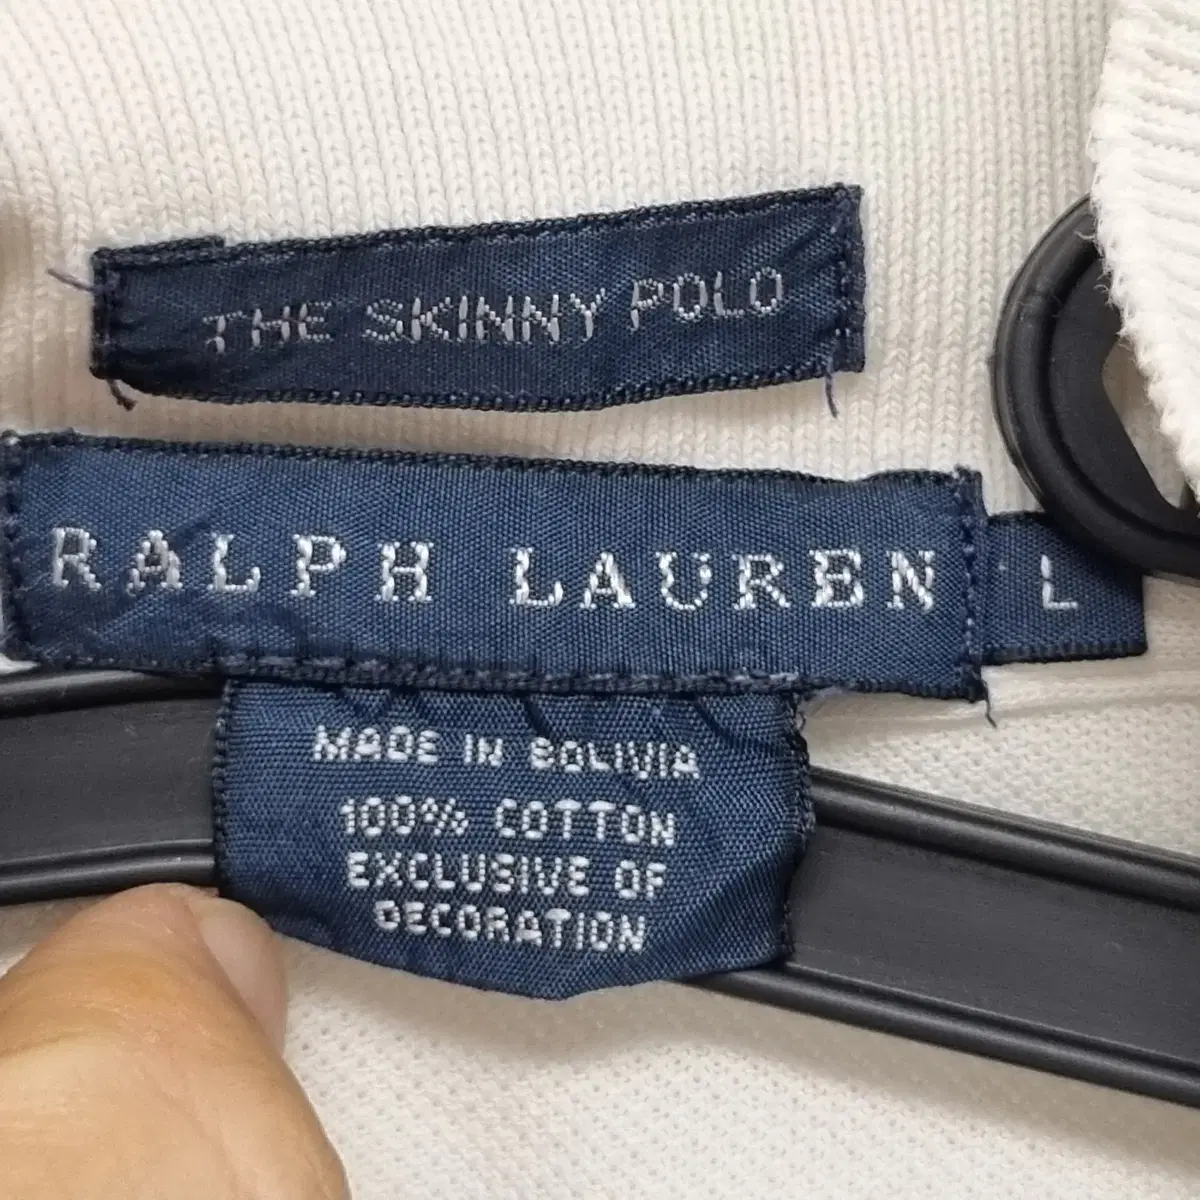 THE SKINNY POLO
RALPH LAUREN
L
MADE IN BOLIVIA
100% COTTON
EXCLUSIVE OF
DECORATION